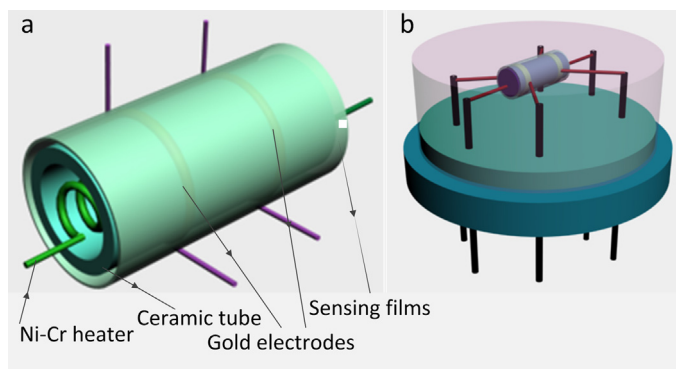 a
b
Sensing films
Ceramic tube
Ni-Cr heater
Gold electrodes